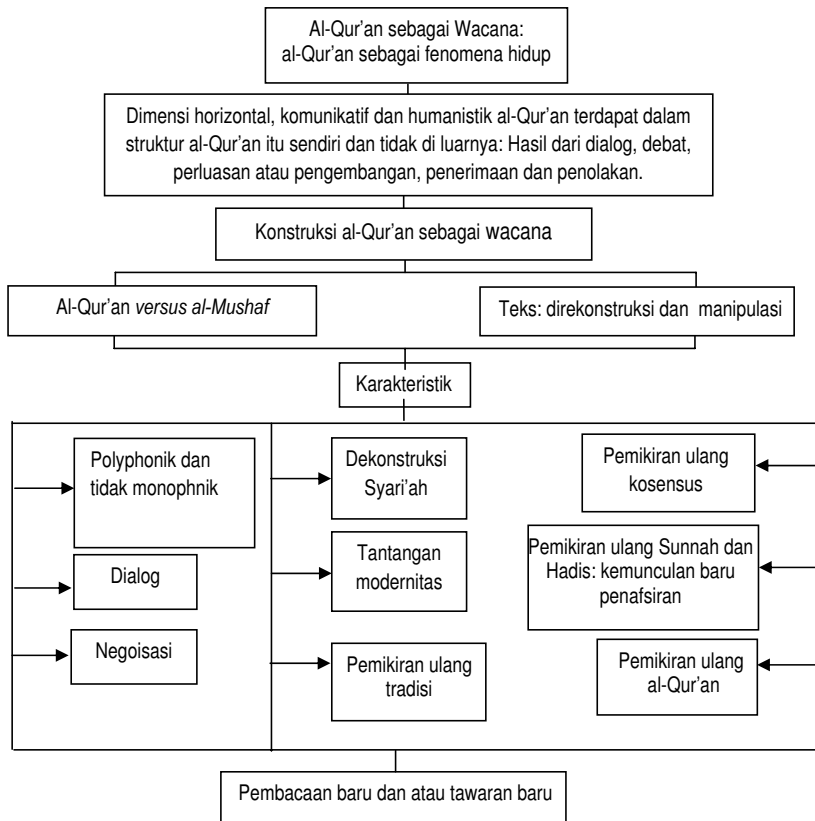 Al-Qur’an sebagai Wacana:
al-Qur’an sebagai fenomena hidup
Dimensi horizontal, komunikatif dan humanistik al-Qur’an terdapat dalam
struktur al-Qur’an itu sendiri dan tidak di luarnya: Hasil dari dialog, debat,
perluasan atau pengembangan, penerimaan dan penolakan.
Konstruksi al-Qur’an sebagai wacana
Al-Qur’an versus al-Mushaf
Teks: direkonstruksi dan manipulasi
Karakteristik
Polyphonik dan
tidak monophnik
Dialog
Negoisasi
Dekonstruksi
Syari’ah
Tantangan
modernitas
Pemikiran ulang
tradisi
Pemikiran ulang
kosensus
Pemikiran ulang Sunnah dan
Hadis: kemunculan baru
penafsiran
Pemikiran ulang
al-Qur’an
Pembacaan baru dan atau tawaran baru